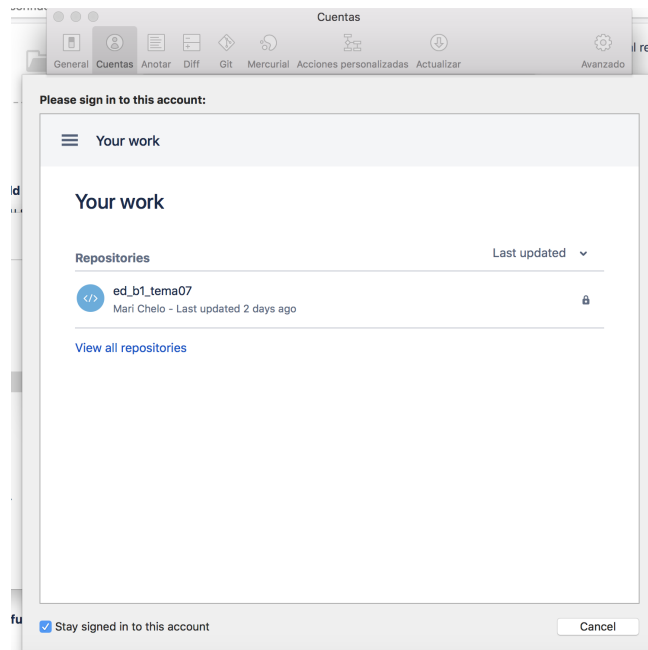 Cuentas
General Cuentas Anotar Diff Git Mercurial Acciones personalizadas Actualizar Avanzado
Please sign in to this account:
Your work
Your work
Repositories Last updated
</> ed_b1_tema07
Mari Chelo - Last updated 2 days ago
View all repositories
Stay signed in to this account Cancel